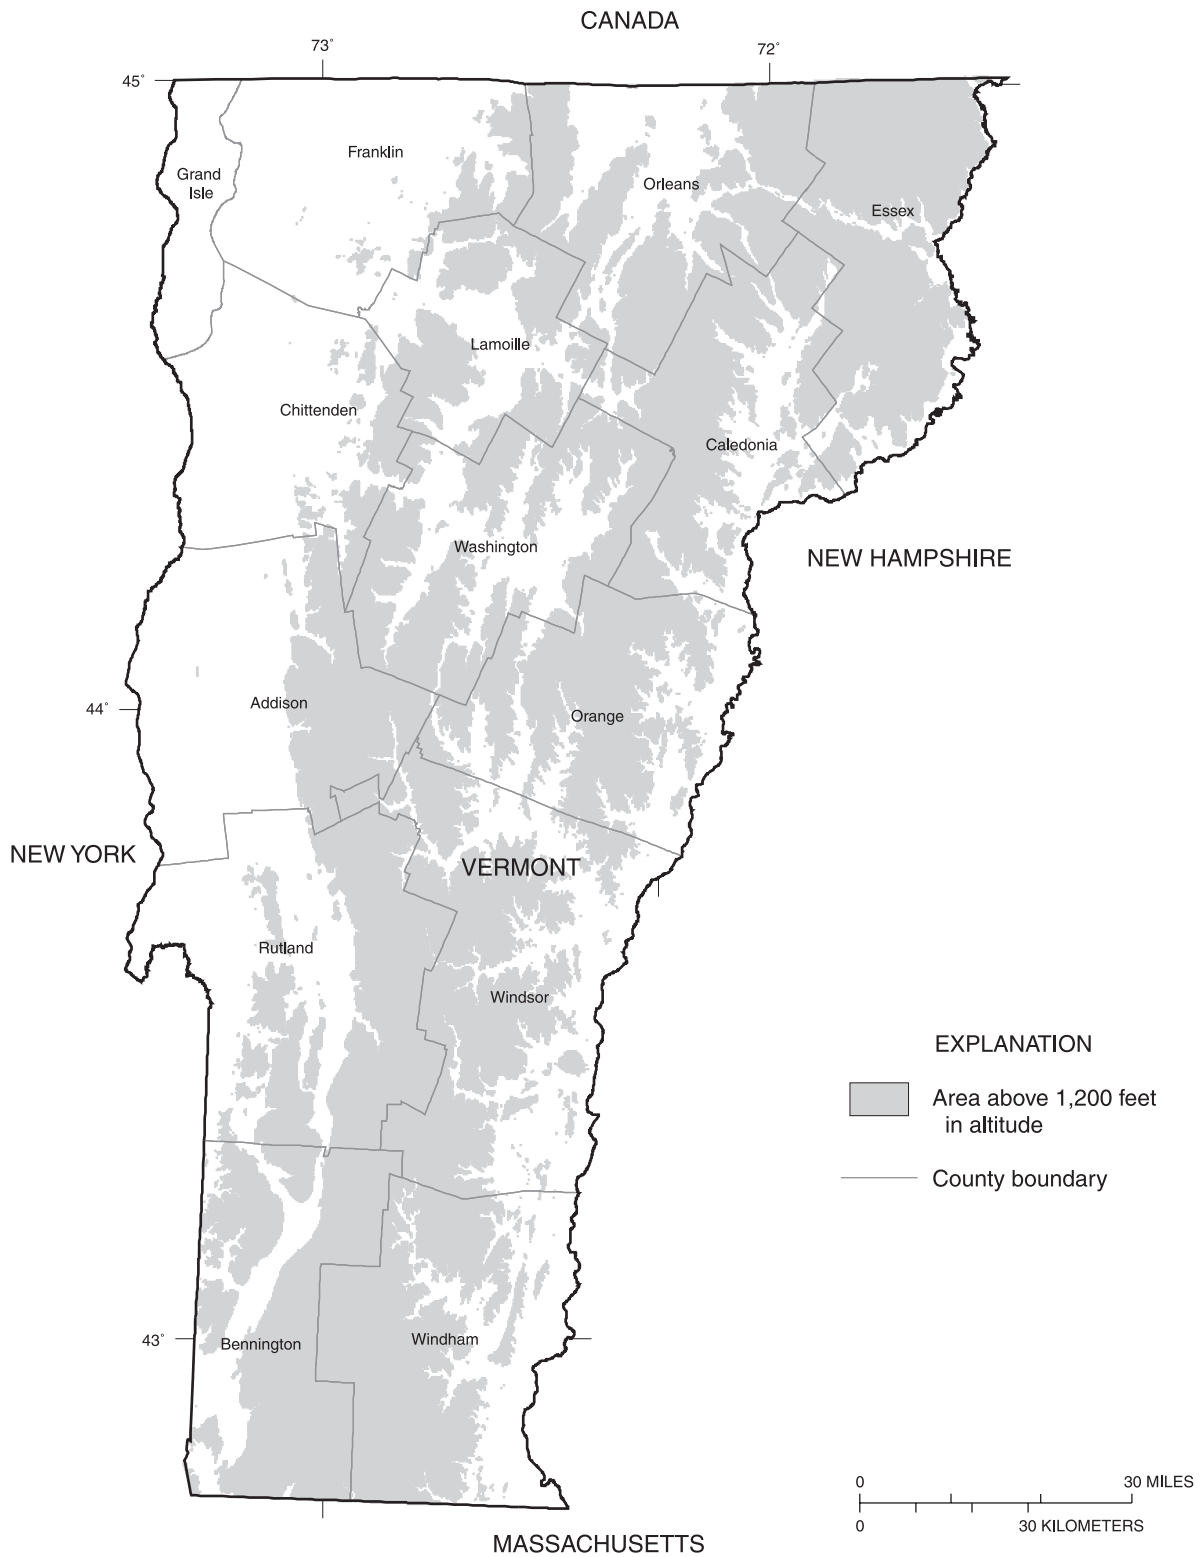 CANADA
73°
72°
45°
Franklin
Grand
Isle
Orleans
Essex
Lamoille
Chittenden
Caledonia
Washington
NEW HAMPSHIRE
Addison
44°
Orange
NEW YORK
VERMONT
Rutland
Windsor
EXPLANATION
Area above 1,200 feet
in altitude
County boundary
43°
Bennington
Windham
0
30 MILES
0
30 KILOMETERS
MASSACHUSETTS